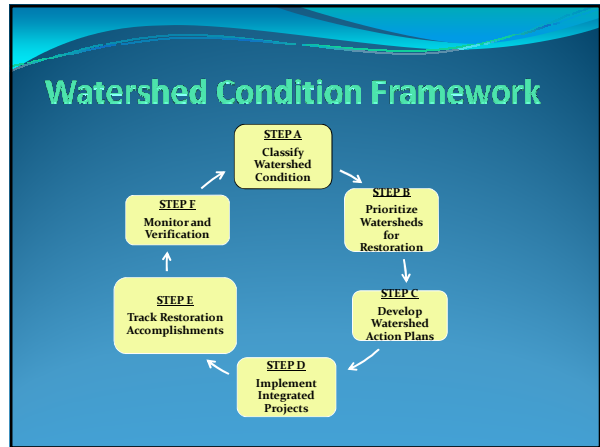 Watershed Condition Framework
STEP A
Classify
Watershed
Condition
STEP B
Prioritize
Watersheds
for
Restoration
STEP C
Develop
Watershed
Action Plans
STEP D
Implement
Integrated
Projects
STEP E
Track Restoration
Accomplishments
STEP F
Monitor and
Verification